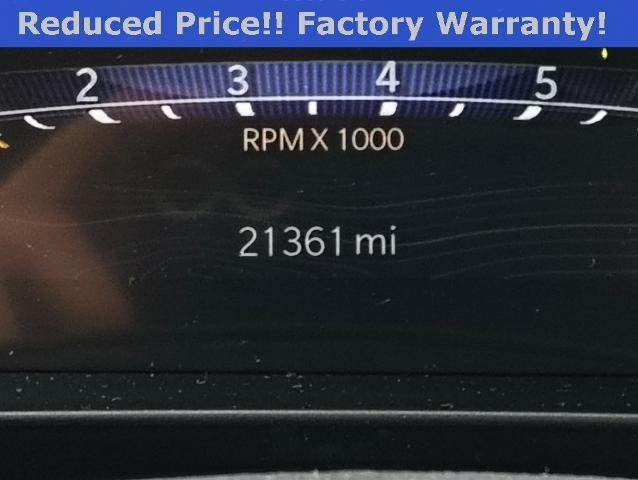 Reduced Price!! Factory Warranty!
2 3 4 5
RPM X 1000
21361 mi